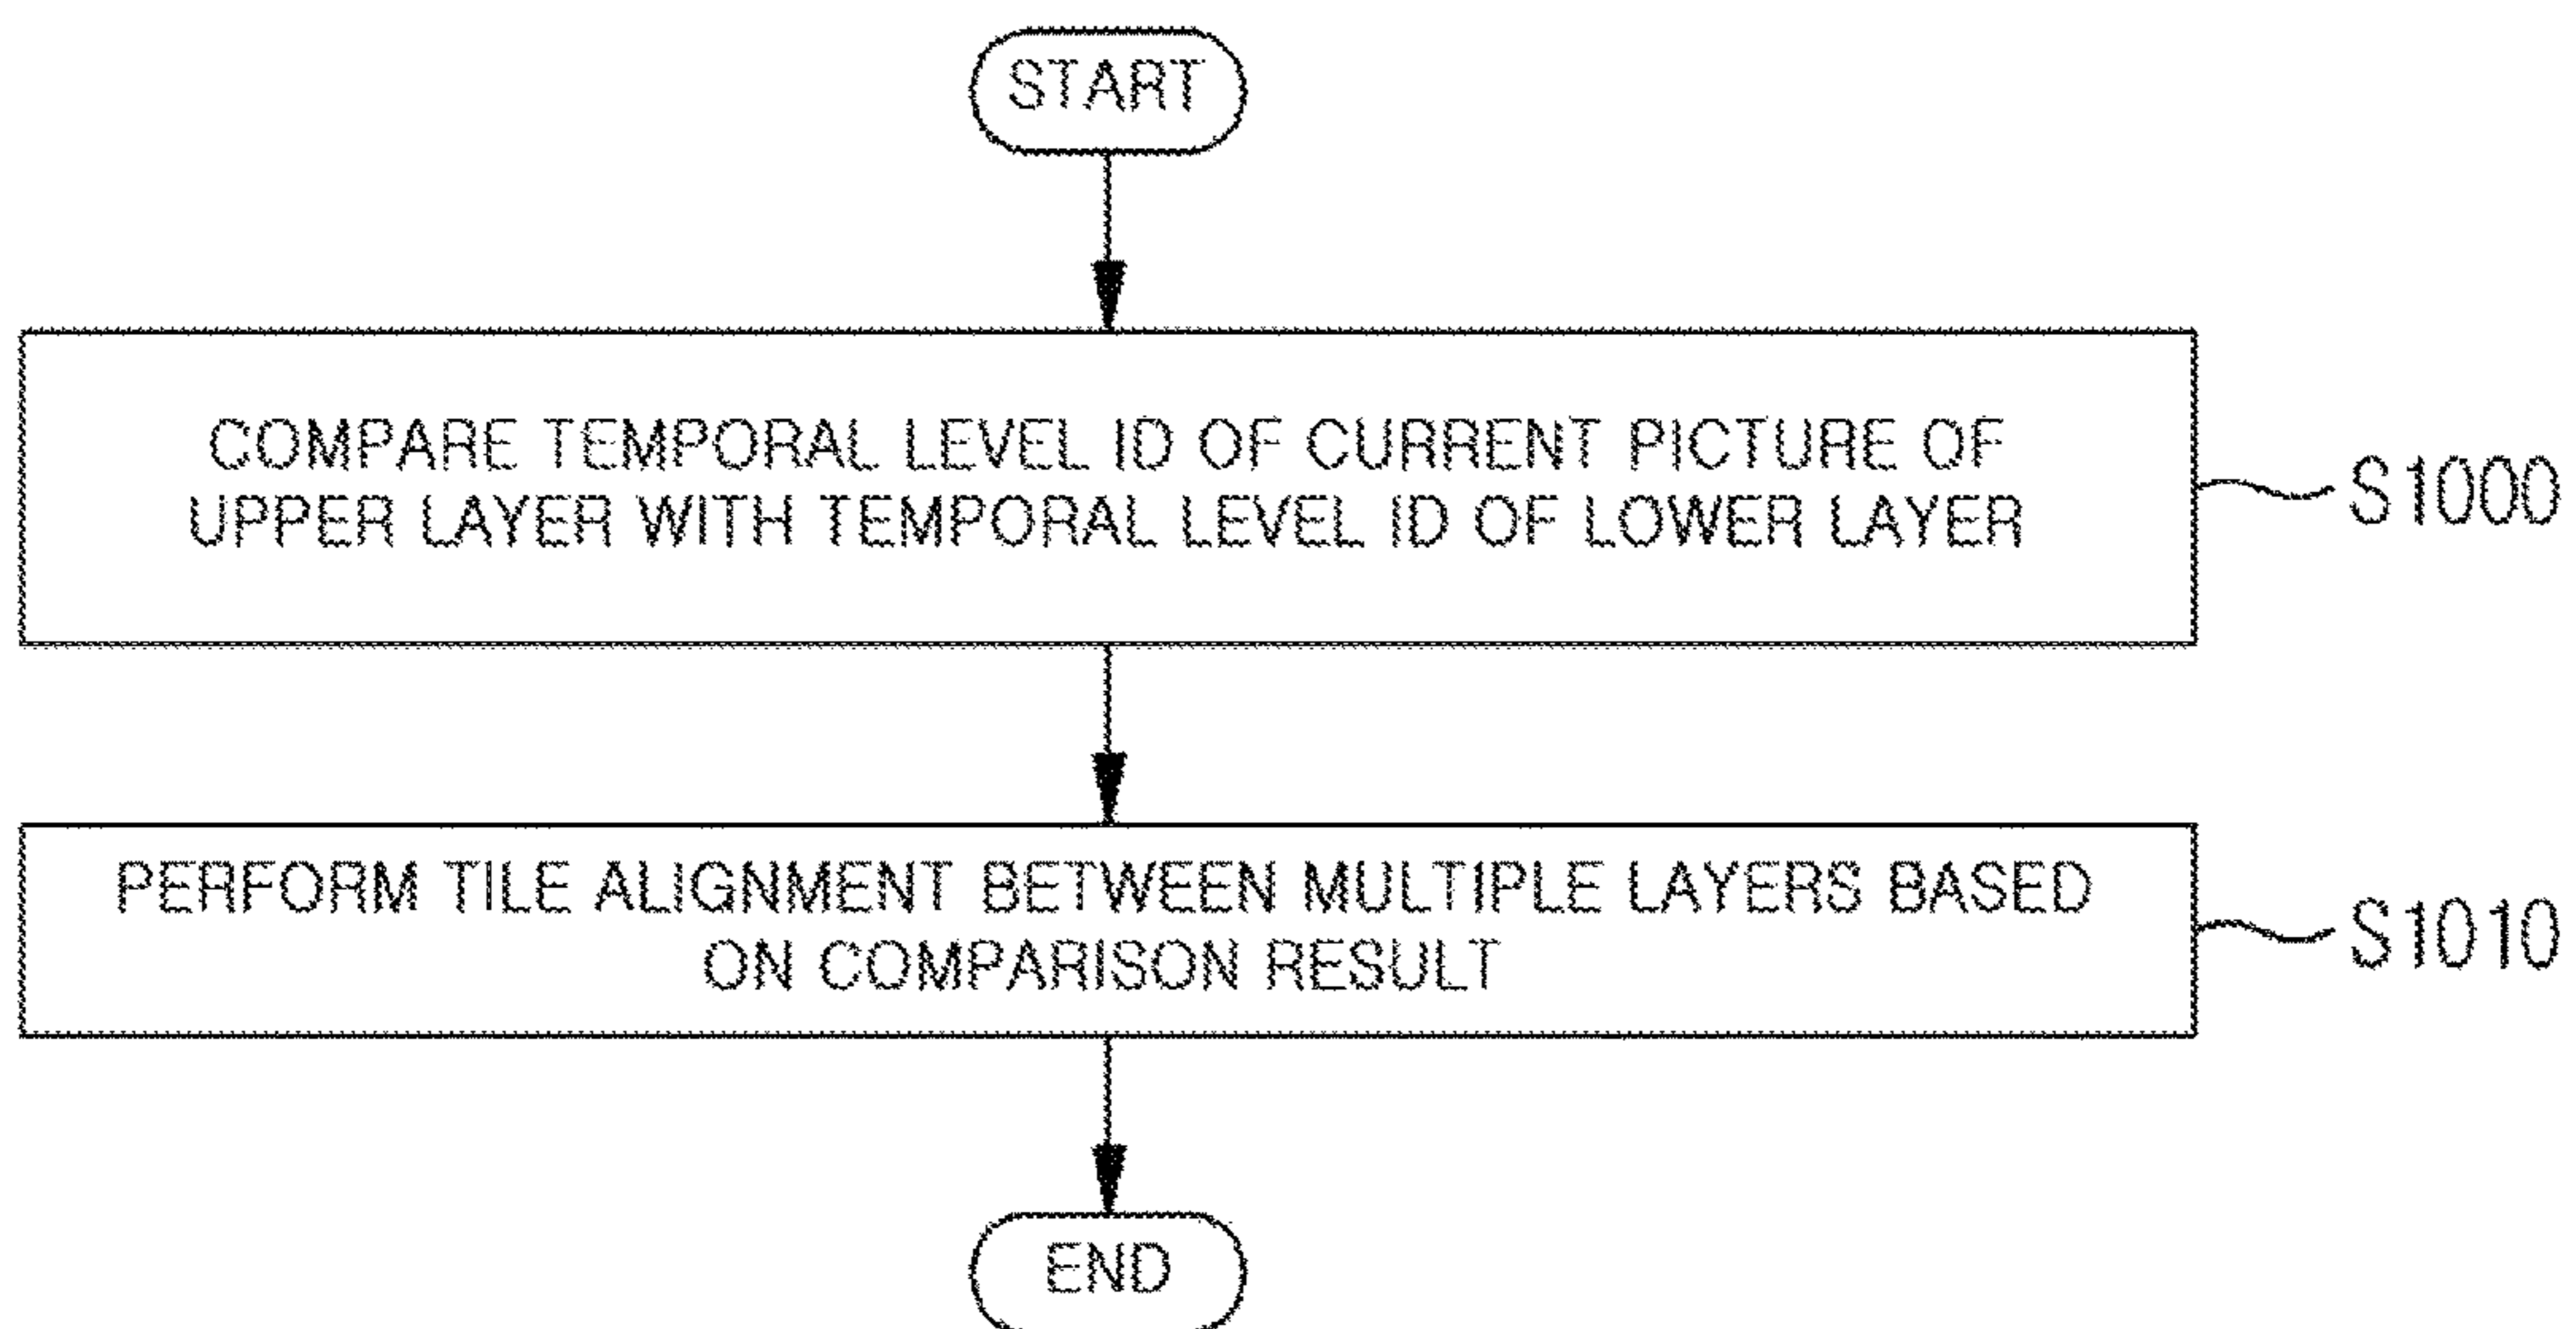 START
COMPARE TEMPORAL LEVEL ID OF CURRENT PICTURE OF
UPPER LAYER WITH TEMPORAL LEVEL ID OF LOWER LAYER
S1000
PERFORM TILE ALIGNMENT BETWEEN MULTIPLE LAYERS BASED
ON COMPARISON RESULT
S1010
END